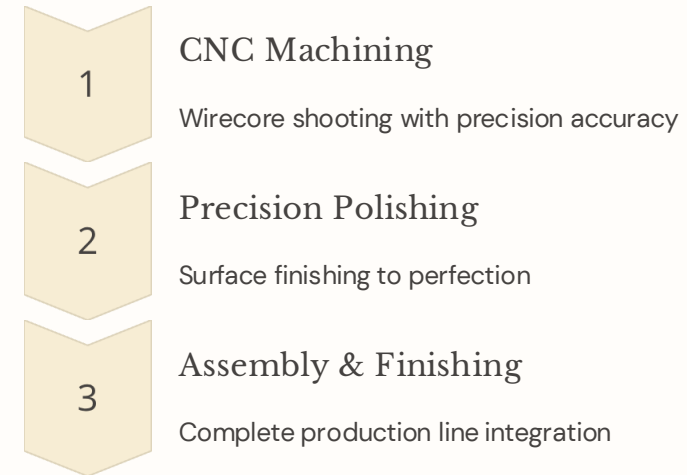 1
CNC Machining
Wirecore shooting with precision accuracy
2
Precision Polishing
Surface finishing to perfection
3
Assembly & Finishing
Complete production line integration